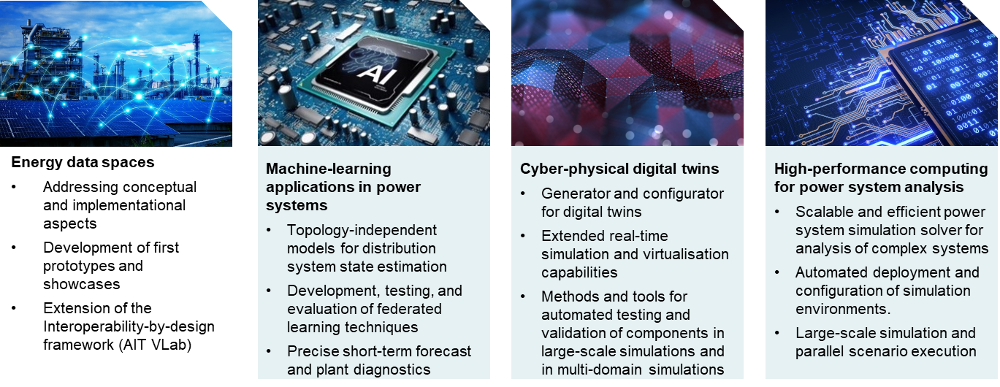 AI
Energy data spaces
• Addressing conceptual
and implementational
aspects
• Development of first
prototypes and
showcases
• Extension of the
Interoperability-by-design
framework (AIT VLab)
Machine-learning
applications in power
systems
• Topology-independent
models for distribution
system state estimation
• Development, testing, and
evaluation of federated
learning techniques
• Precise short-term forecast
and plant diagnostics
Cyber-physical digital twins
• Generator and configurator
for digital twins
• Extended real-time
simulation and virtualisation
capabilities
• Methods and tools for
automated testing and
validation of components in
large-scale simulations and
in multi-domain simulations
High-performance computing
for power system analysis
• Scalable and efficient power
system simulation solver for
analysis of complex systems
• Automated deployment and
configuration of simulation
environments.
• Large-scale simulation and
parallel scenario execution